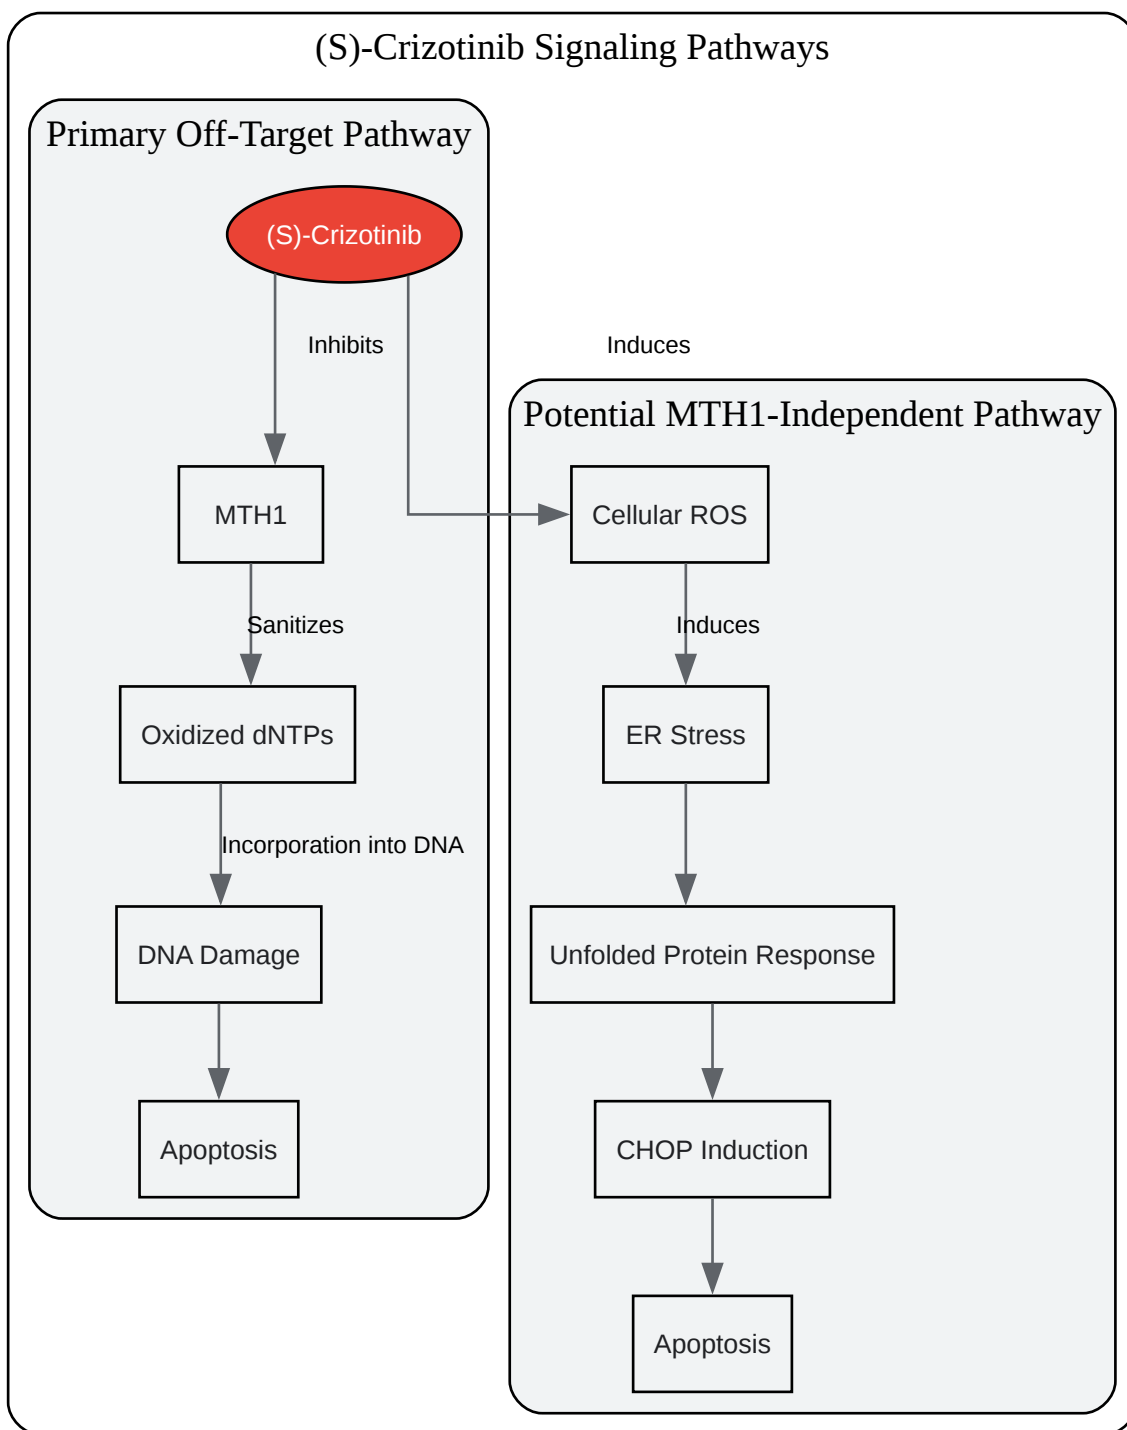 (S)-Crizotinib Signaling Pathways
Primary Off-Target Pathway
(S)-Crizotinib
Inhibits
MTH1
Sanitizes
Oxidized dNTPs
Incorporation into DNA
DNA Damage
Apoptosis
Induces
Potential MTH1-Independent Pathway
Cellular ROS
Induces
ER Stress
Unfolded Protein Response
CHOP Induction
Apoptosis